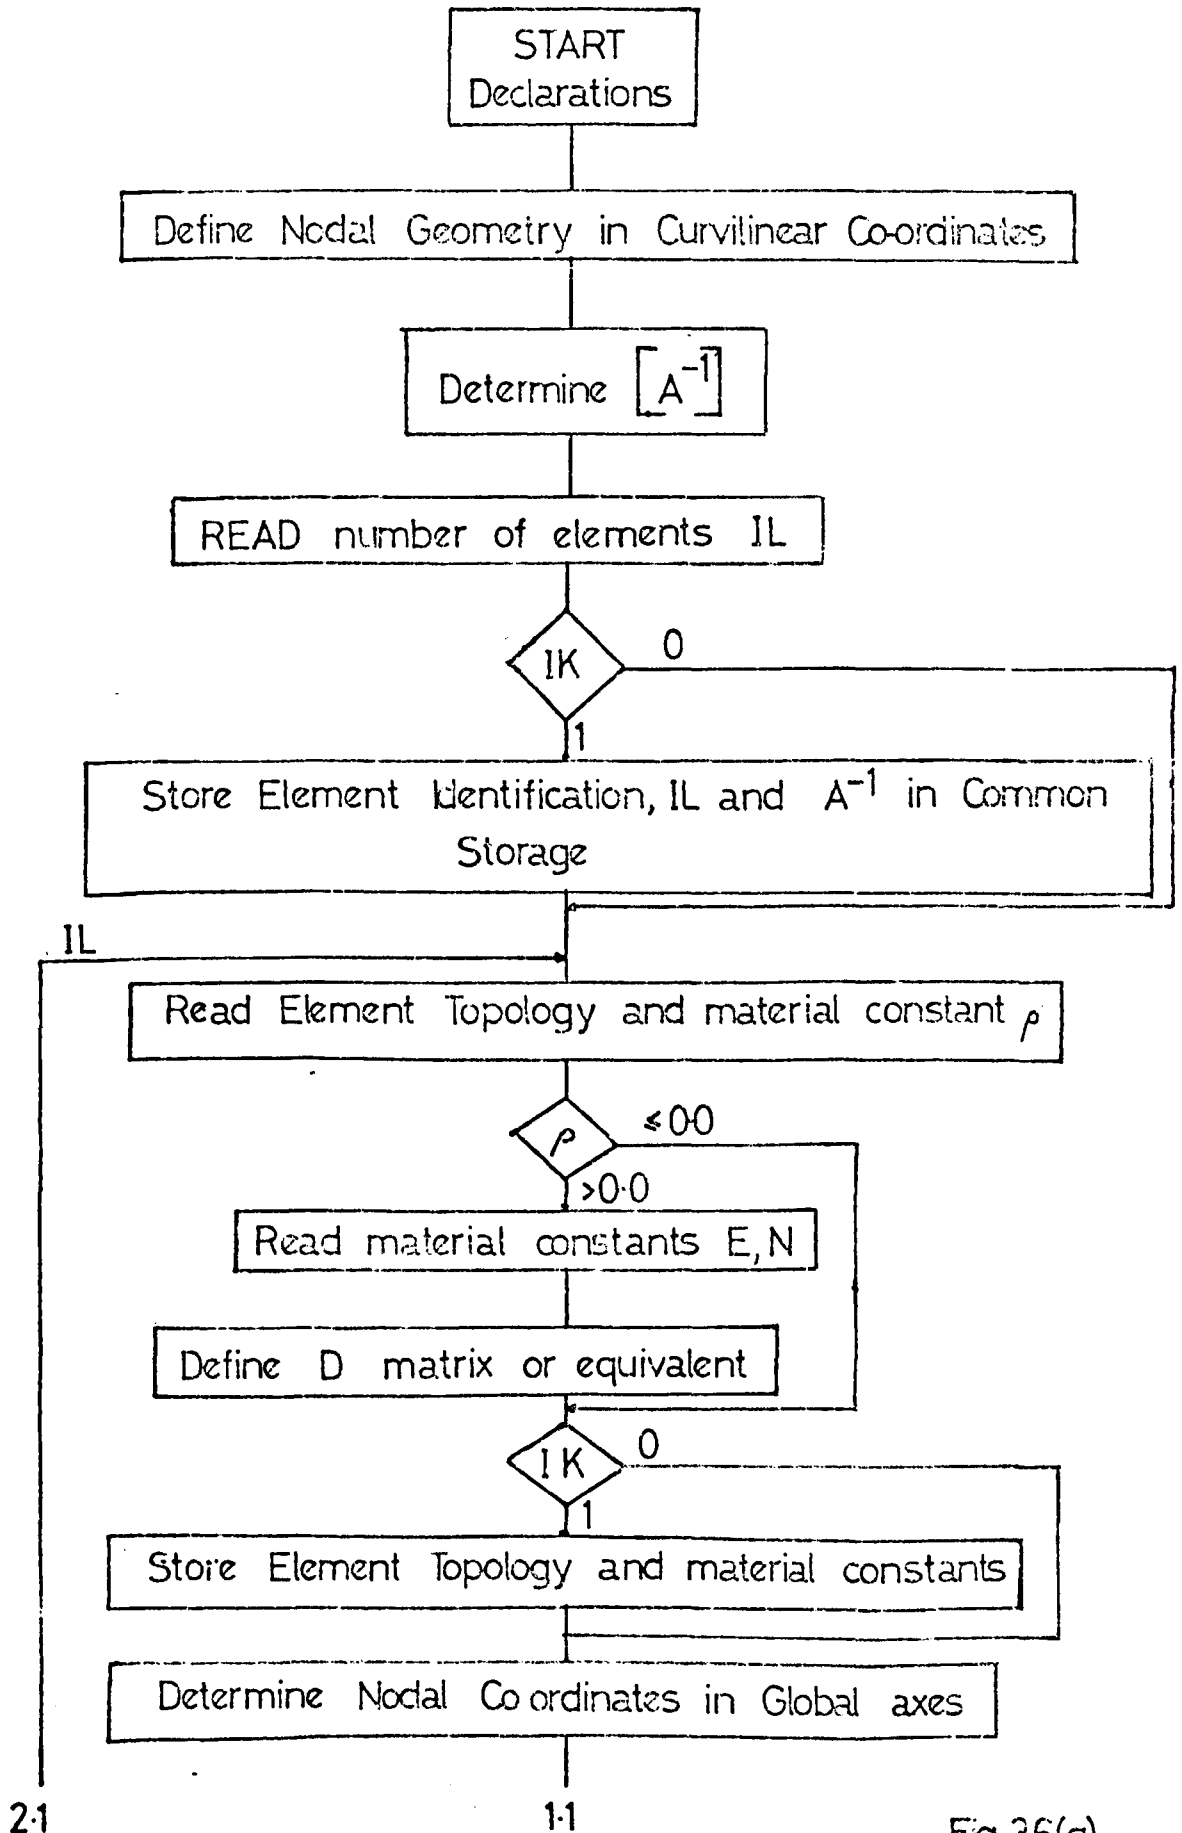 START
Declarations
Define Nodal Geometry in Curvilinear Co-ordinates
Determine [A⁻¹]
READ number of elements IL
IK
0
1
Store Element Identification, IL and A⁻¹ in Common
Storage
IL
Read Element Topology and material constant ρ
ρ
≤ 0·0
>0·0
Read material constants E, N
Define D matrix or equivalent
IK
0
1
Store Element Topology and material constants
Determine Nodal Co ordinates in Global axes
2·1
1·1
Fig 36(a)